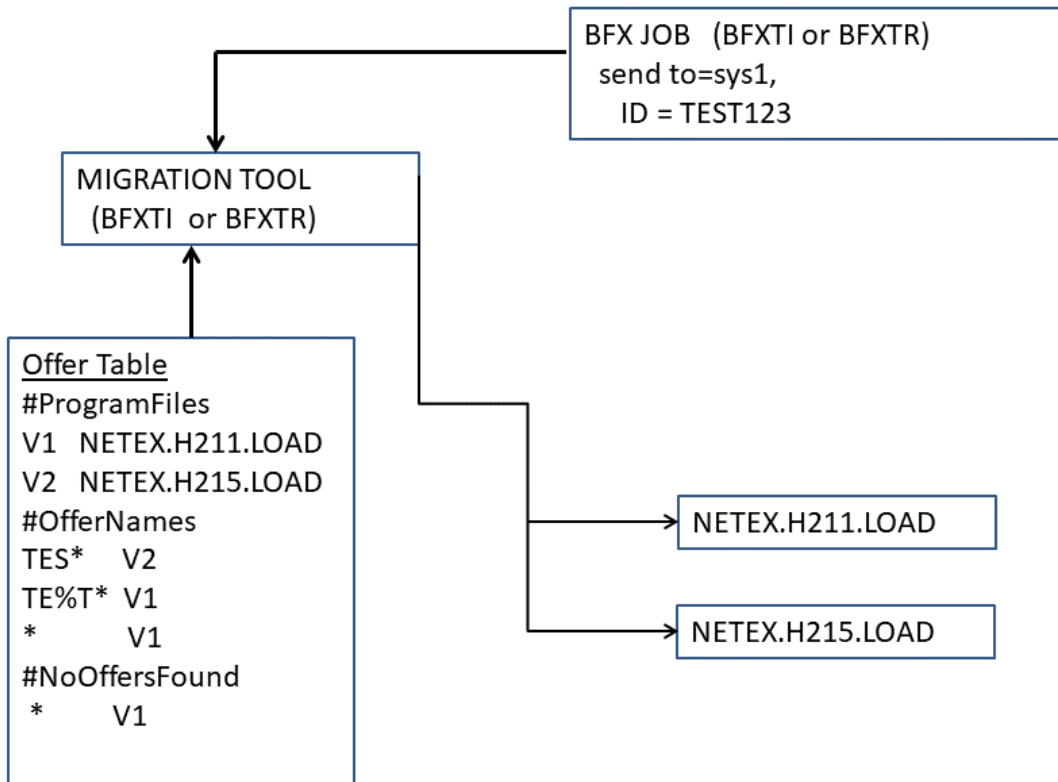 BFX JOB (BFXTI or BFXTR)
send to=sys1,
ID = TEST123
MIGRATION TOOL
(BFXTI or BFXTR)
Offer Table
#ProgramFiles
V1 NETEX.H211.LOAD
V2 NETEX.H215.LOAD
#OfferNames
TES* V2
TE%T* V1
* V1
#NoOffersFound
* V1
NETEX.H211.LOAD
NETEX.H215.LOAD